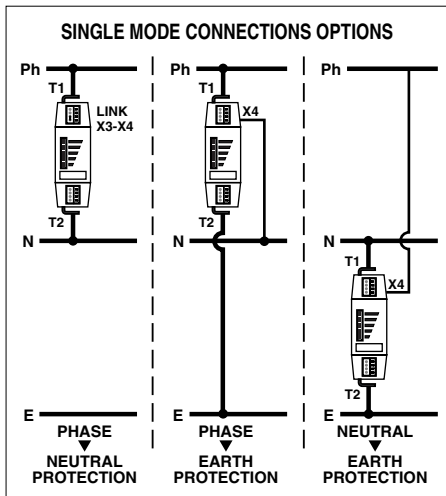 SINGLE MODE CONNECTIONS OPTIONS
Ph
T1
LINK
X3-X4
T2
N
E
PHASE
NEUTRAL
PROTECTION
Ph
T1
X4
T2
N
E
PHASE
EARTH
PROTECTION
Ph
N
T1
X4
T2
E
NEUTRAL
EARTH
PROTECTION